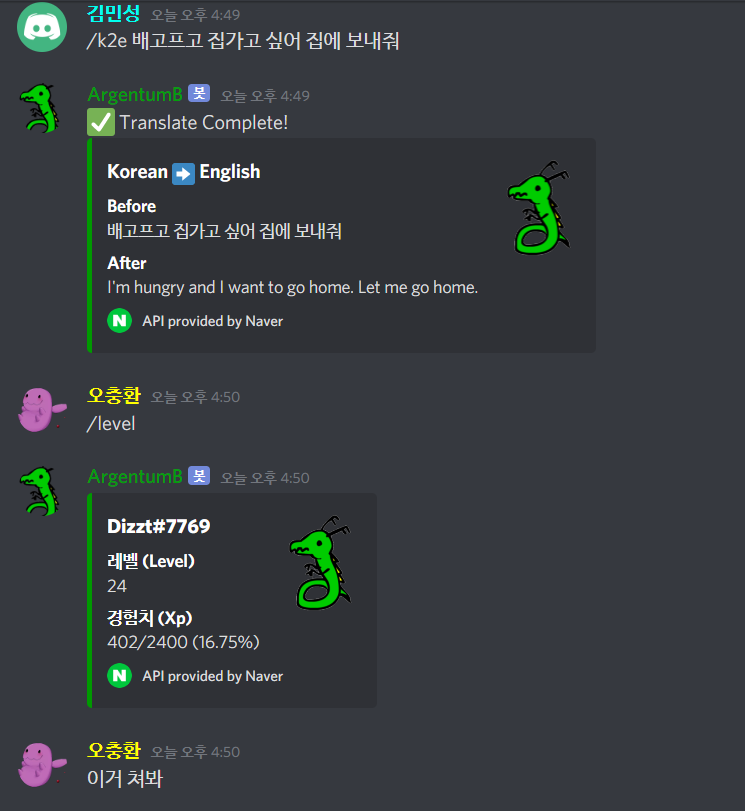 김민성 오늘 오후 4:49
/k2e 배고프고 집가고 싶어 집에 보내줘
ArgentumB 봇 오늘 오후 4:49
Translate Complete!
Korean ➡ English
Before
배고프고 집가고 싶어 집에 보내줘
After
I'm hungry and I want to go home. Let me go home.
N API provided by Naver
오충환 오늘 오후 4:50
/level
ArgentumB 봇 오늘 오후 4:50
Dizzt#7769
레벨 (Level)
24
경험치 (Xp)
402/2400 (16.75%)
N API provided by Naver
오충환 오늘 오후 4:50
이거 쳐봐